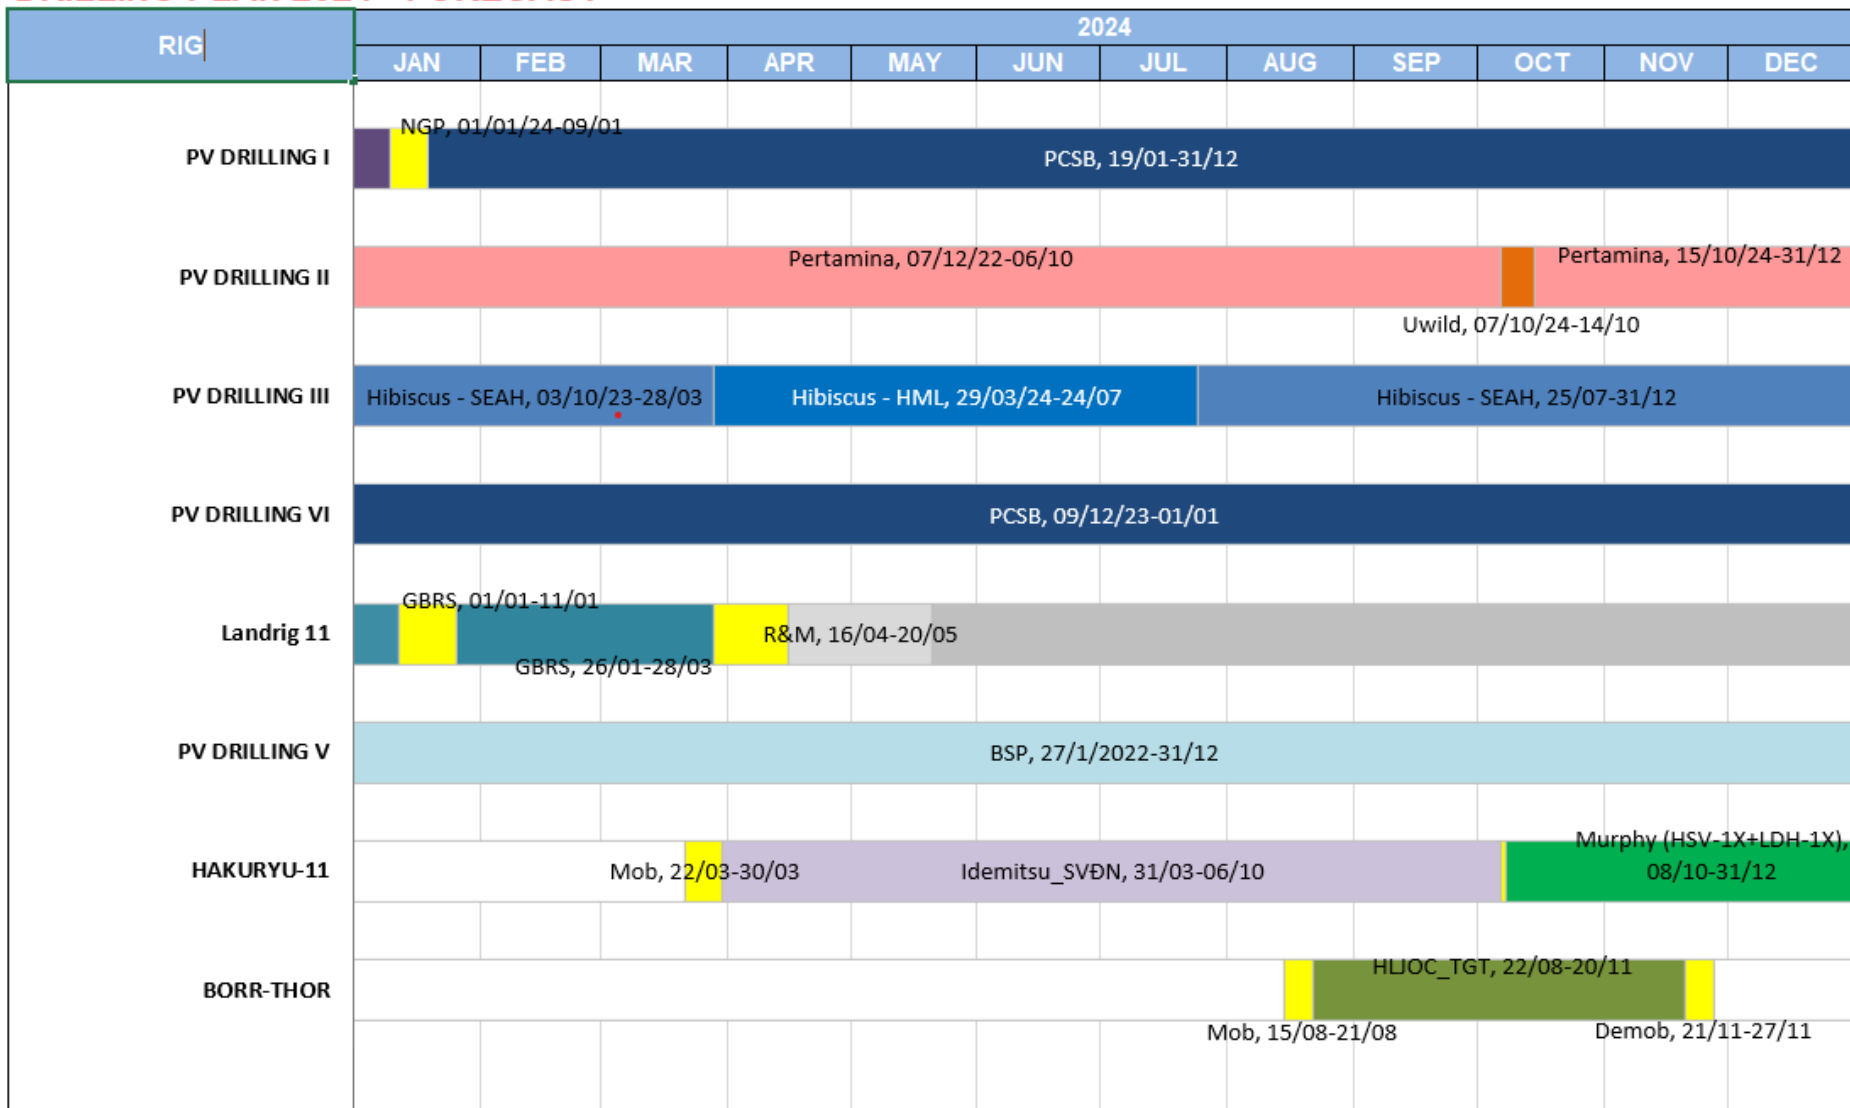 RIG
2024
JAN FEB MAR APR MAY JUN JUL AUG SEP OCT NOV DEC
NGP, 01/01/24-09/01
PV DRILLING I
PCSB, 19/01-31/12
Pertamina, 07/12/22-06/10
Pertamina, 15/10/24-31/12
PV DRILLING II
Uwild, 07/10/24-14/10
PV DRILLING III
Hibiscus - SEAH, 03/10/23-28/03
Hibiscus - HML, 29/03/24-24/07
Hibiscus - SEAH, 25/07-31/12
PV DRILLING VI
PCSB, 09/12/23-01/01
GBRS, 01/01-11/01
Landrig 11
R&M, 16/04-20/05
GBRS, 26/01-28/03
PV DRILLING V
BSP, 27/1/2022-31/12
Murphy (HSV-1X+LDH-1X),
08/10-31/12
HAKURYU-11
Mob, 22/03-30/03
Idemitsu_SVĐN, 31/03-06/10
HLJOC_TGT, 22/08-20/11
BORR-THOR
Mob, 15/08-21/08
Demob, 21/11-27/11